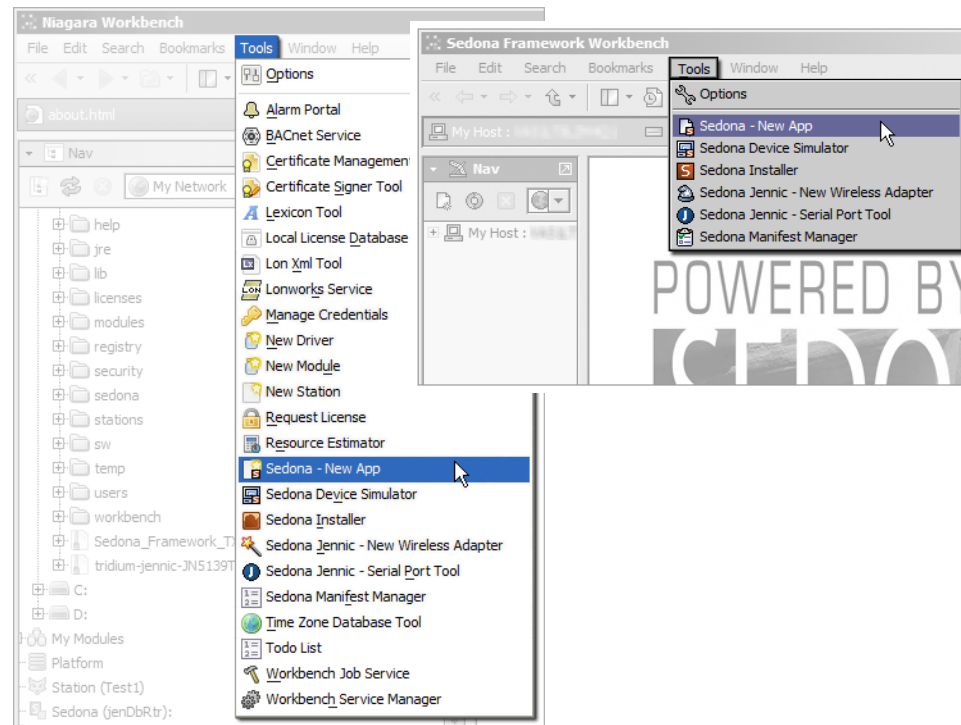 Niagara Workbench
File Edit Search Bookmarks Tools Window Help
about.html
Nav
My Network
help
jre
lib
licenses
modules
registry
security
sedona
stations
sw
temp
users
workbench
Sedona_Framework_TX
tridium-jennic-JN5139T
C:
D:
My Modules
Platform
Station (Test1)
Sedona (jenDbRtr):
Options
Alarm Portal
BACnet Service
Certificate Management
Certificate Signer Tool
Lexicon Tool
Local License Database
Lon Xml Tool
Lonworks Service
Manage Credentials
New Driver
New Module
New Station
Request License
Resource Estimator
Sedona - New App
Sedona Device Simulator
Sedona Installer
Sedona Jennic - New Wireless Adapter
Sedona Jennic - Serial Port Tool
Sedona Manifest Manager
Time Zone Database Tool
Todo List
Workbench Job Service
Workbench Service Manager
Sedona Framework Workbench
File Edit Search Bookmarks Tools Window Help
My Host :
Nav
My Host :
Options
Sedona - New App
Sedona Device Simulator
Sedona Installer
Sedona Jennic - New Wireless Adapter
Sedona Jennic - Serial Port Tool
Sedona Manifest Manager
POWERED BY